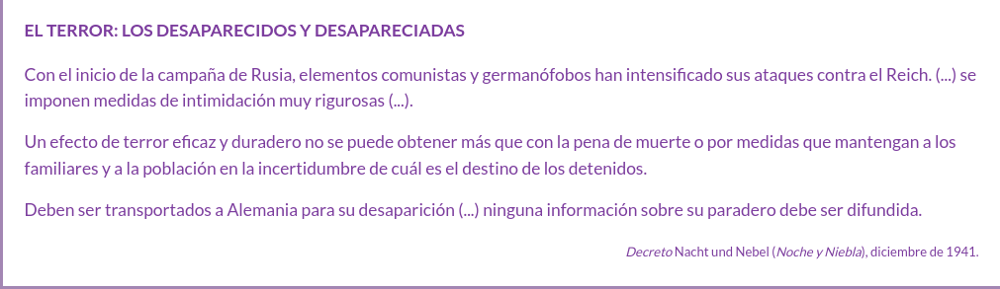 EL TERROR: LOS DESAPARECIDOS Y DESAPARECIADAS
Con el inicio de la campaña de Rusia, elementos comunistas y germanófobos han intensificado sus ataques contra el Reich. (...) se
imponen medidas de intimidación muy rigurosas (...).
Un efecto de terror eficaz y duradero no se puede obtener más que con la pena de muerte o por medidas que mantengan a los
familiares y a la población en la incertidumbre de cuál es el destino de los detenidos.
Deben ser transportados a Alemania para su desaparición (...) ninguna información sobre su paradero debe ser difundida.
Decreto Nacht und Nebel (Noche y Niebla), diciembre de 1941.